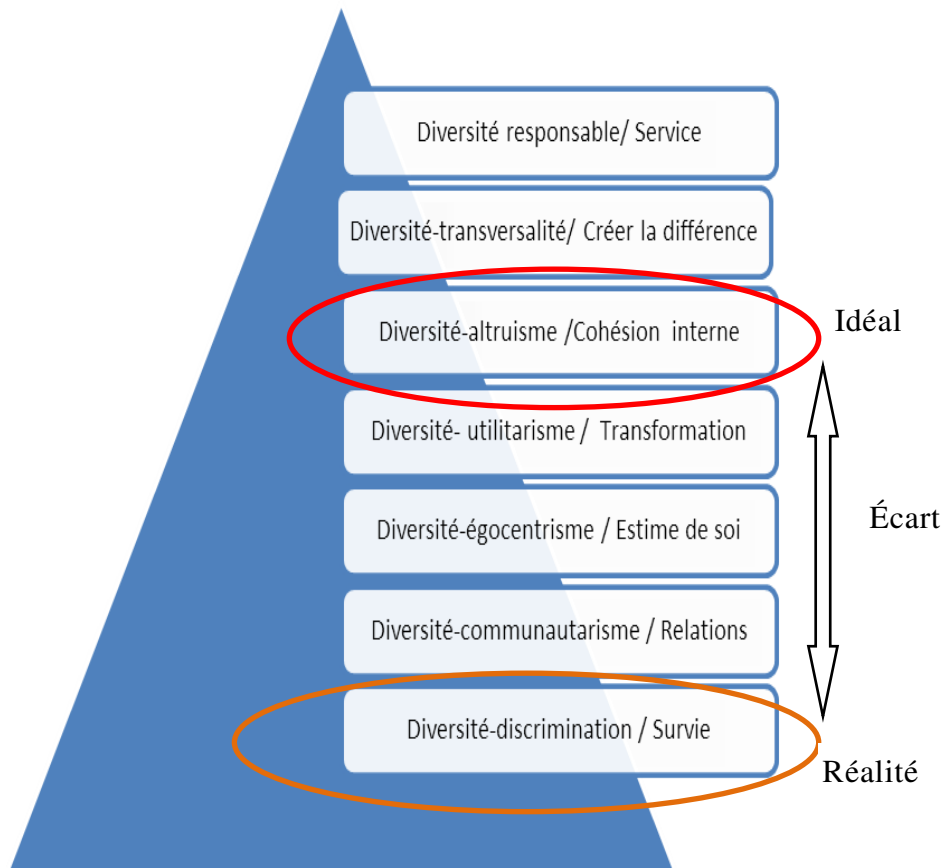 Diversité responsable/ Service
Diversité-transversalité/ Créer la différence
Diversité-altruisme /Cohésion interne
Idéal
Diversité- utilitarisme / Transformation
Diversité-égocentrisme / Estime de soi
Écart
Diversité-communautarisme / Relations
Diversité-discrimination / Survie
Réalité